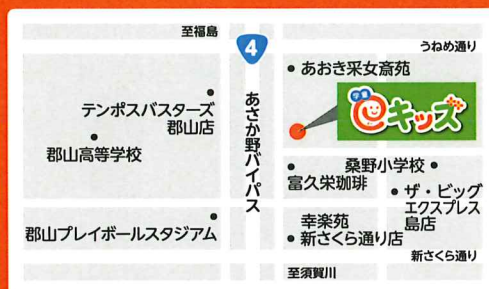 至福島
4
うねめ通り
あおき采女斎苑
学童
eキッズ
テンポスバスターズ
郡山店
郡山高等学校
あさか野バイパス
桑野小学校
富久栄珈琲
ザ・ビッグ
エクスプレス
島店
郡山プレイボールスタジアム
幸楽苑
新さくら通り店
新さくら通り
至須賀川